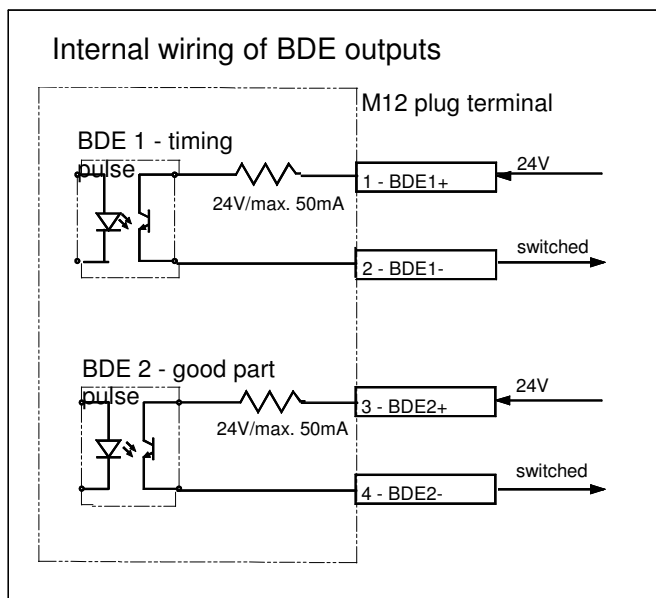 Internal wiring of BDE outputs
M12 plug terminal
BDE 1 - timing
pulse
24V/max. 50mA
1 - BDE1+
24V
2 - BDE1-
switched
BDE 2 - good part
pulse
24V/max. 50mA
3 - BDE2+
24V
4 - BDE2-
switched